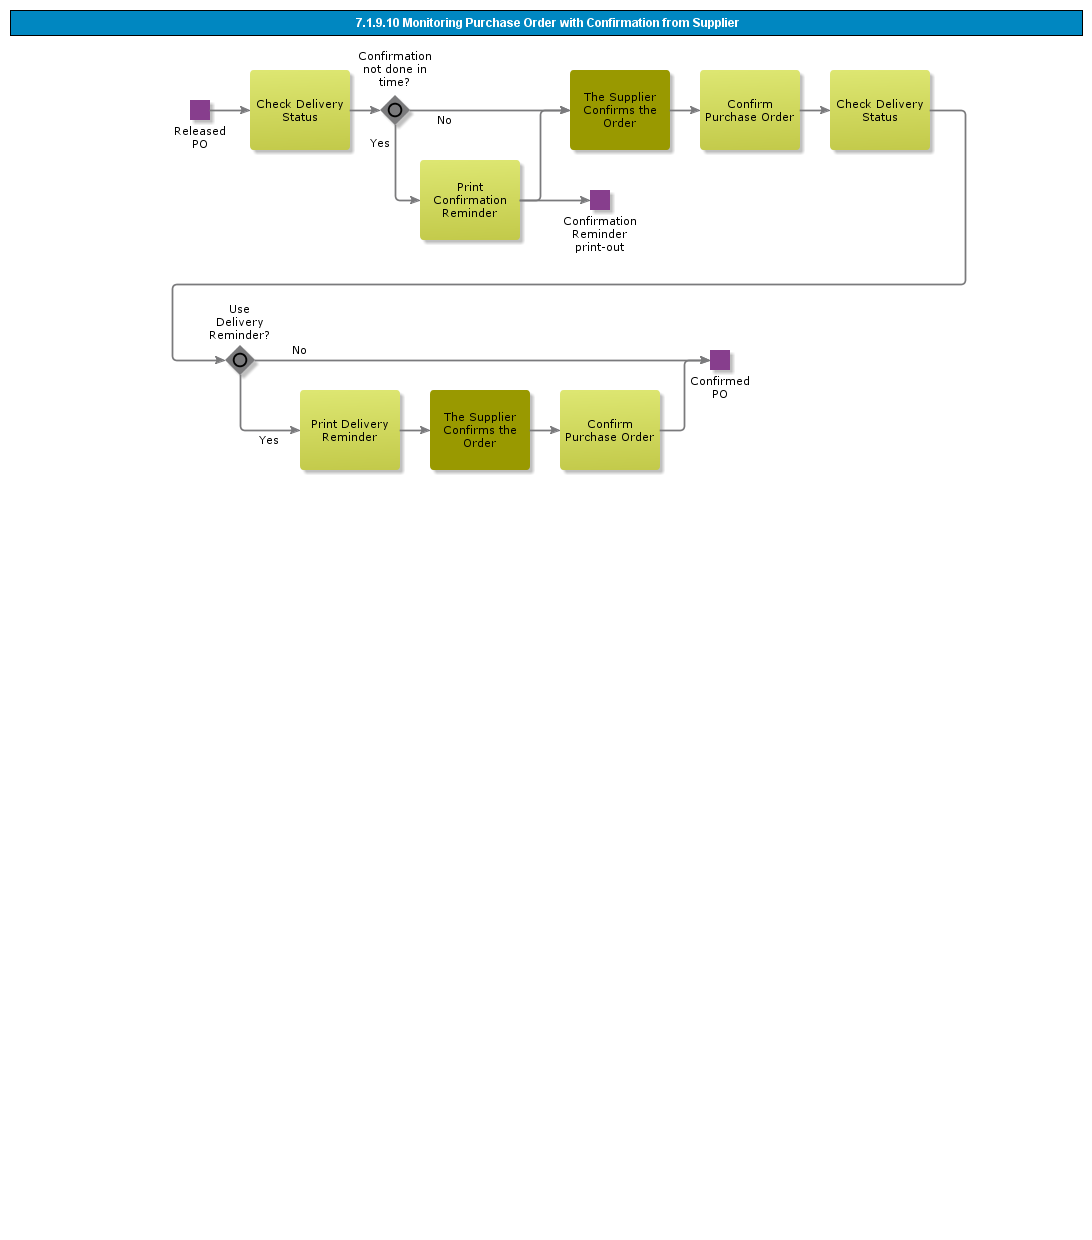 7.1.9.10 Monitoring Purchase Order with Confirmation from Supplier
Confirmation
not done in
time?
Released
PO
Check Delivery
Status
No
Yes
Print
Confirmation
Reminder
The Supplier
Confirms the
Order
Confirm
Purchase Order
Check Delivery
Status
Confirmation
Reminder
print-out
Use
Delivery
Reminder?
No
Yes
Print Delivery
Reminder
The Supplier
Confirms the
Order
Confirm
Purchase Order
Confirmed
PO